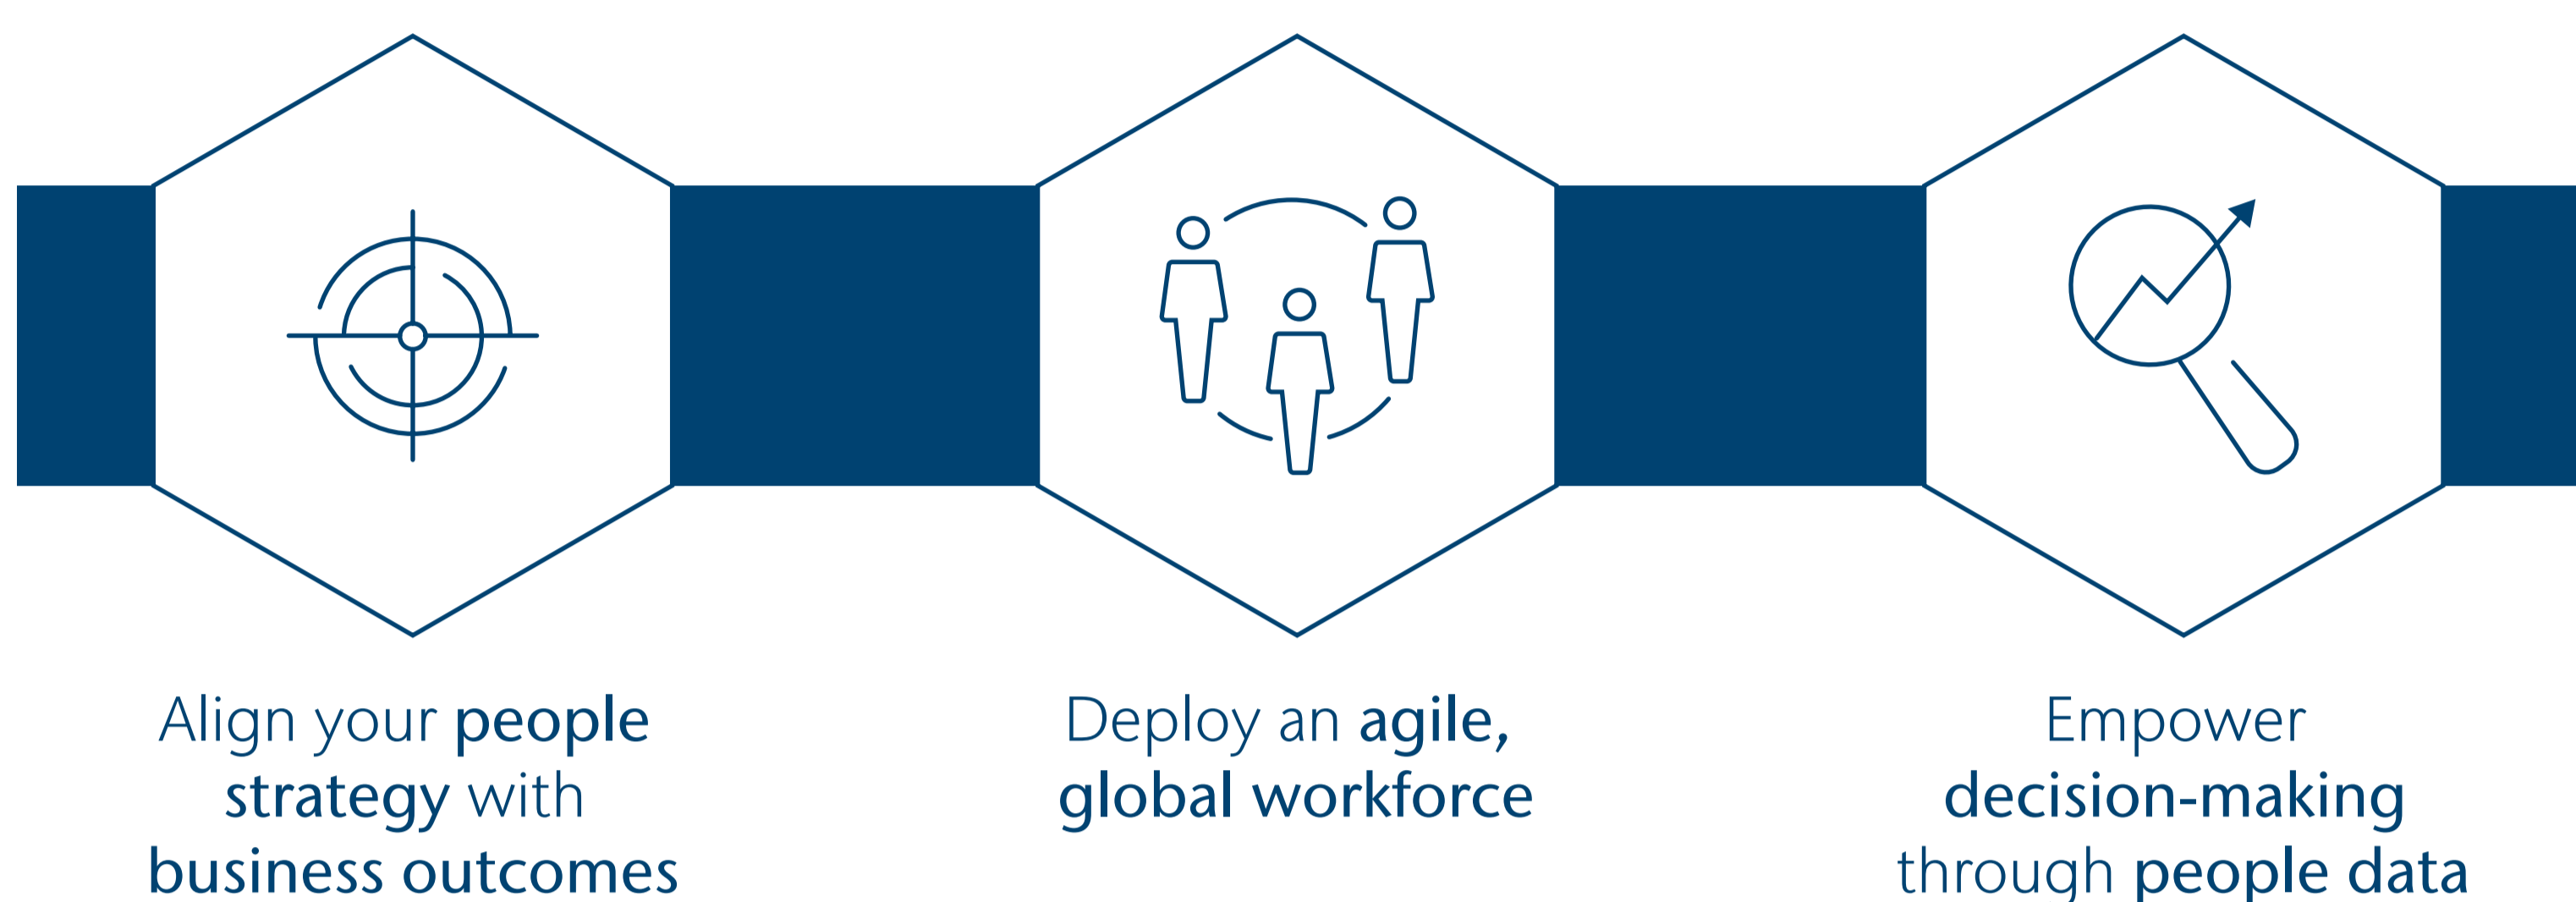 Align your people
strategy with
business outcomes
Deploy an agile,
global workforce
Empower
decision-making
through people data